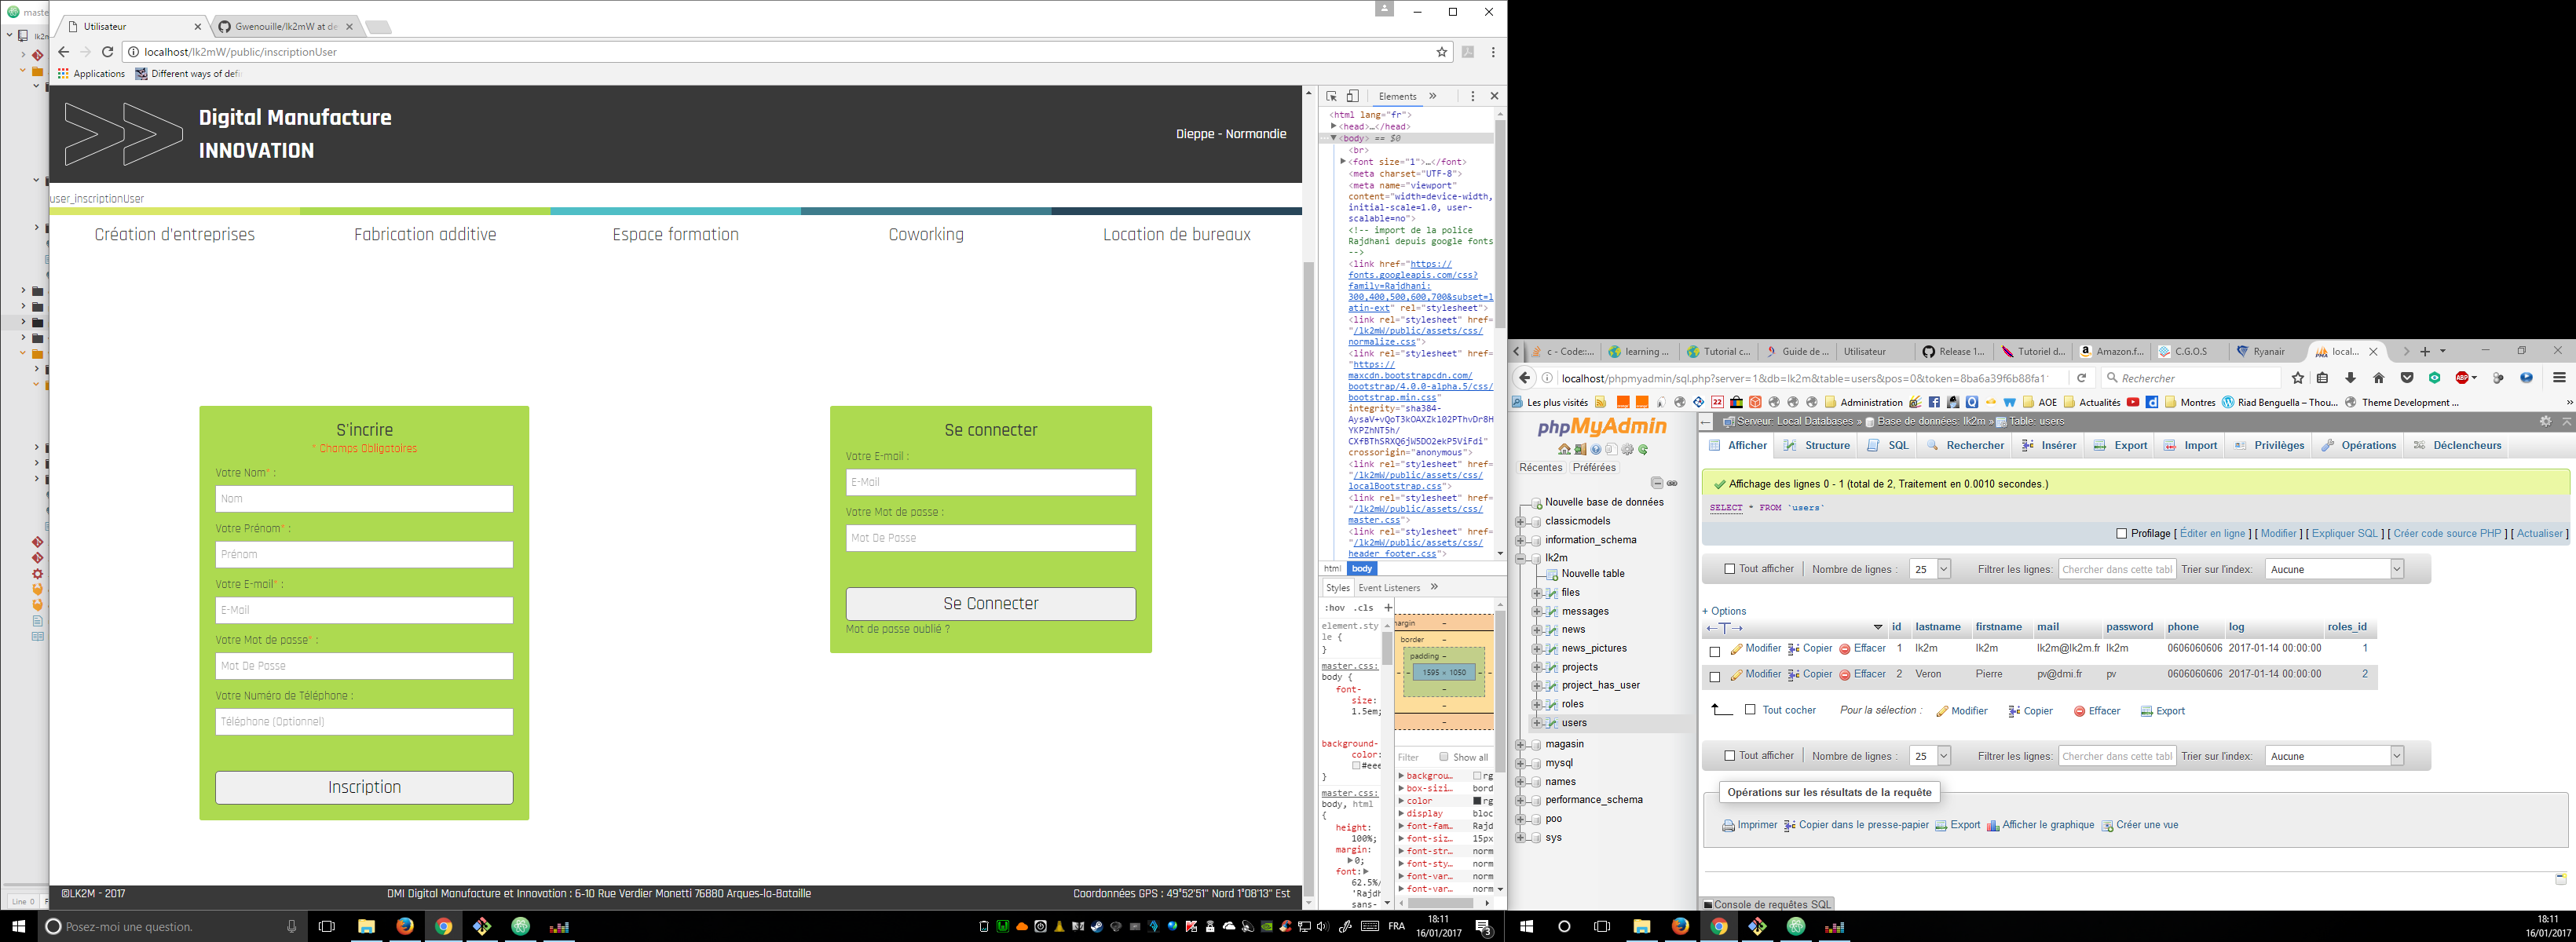 master
Utilisateur
Gwenouille/lk2mW at de
localhost/lk2mW/public/inscriptionUser
Applications
Different ways of defi
Digital Manufacture
INNOVATION
Dieppe - Normandie
user_inscriptionUser
Création d'entreprises
Fabrication additive
Espace formation
Coworking
Location de bureaux
S'incrire
* Champs Obligatoires
Votre Nom* :
Nom
Votre Prénom* :
Prénom
Votre E-mail* :
E-Mail
Votre Mot de passe* :
Mot De Passe
Votre Numéro de Téléphone :
Téléphone (Optionnel)
Inscription
Se connecter
Votre E-mail :
E-Mail
Votre Mot de passe :
Mot De Passe
Se Connecter
Mot de passe oublié ?
©LK2M - 2017
DMI Digital Manufacture et Innovation : 6-10 Rue Verdier Monetti 76880 Arques-la-Bataille
Coordonnées GPS : 49°52'51" Nord 1°08'13" Est
Elements
<html lang="fr">
<head>…</head>
<body> == $0
<br>
<font size="1">…</font>
<meta charset="UTF-8">
<meta name="viewport"
content="width=device-width,
initial-scale=1.0, user-
scalable=no">
<!-- import de la police
Rajdhani depuis google fonts
-->
<link href="https://
fonts.googleapis.com/css?
family=Rajdhani:
300,400,500,600,700&subset=l
atin-ext" rel="stylesheet">
<link rel="stylesheet" href=
"/lk2mW/public/assets/css/
normalize.css">
<link rel="stylesheet" href=
"https://
maxcdn.bootstrapcdn.com/
bootstrap/4.0.0-alpha.5/css/
bootstrap.min.css"
integrity="sha384-
crossorigin="anonymous">
<link rel="stylesheet" href=
"/lk2mW/public/assets/css/
localBootstrap.css">
<link rel="stylesheet" href=
"/lk2mW/public/assets/css/
master.css">
<link rel="stylesheet" href=
"/lk2mW/public/assets/css/
header_footer.css">
html body
Styles Event Listeners
:hov .cls +
element.sty
le {
}
master.css:
body {
font-
size:
1.5em;
background-
color:
#eee
}
master.css:
body, html
{
height:
100%;
margin:
0;
font:
62.5%/
'Rajdh
sans-
margin
border
padding
1595 × 1050
Filter Show all
backgrou… rg
box-sizi… bord
color rg
display bloc
font-fam… Rajd
font-siz… 15px
font-str… norm
font-sty… norm
font-var… norm
font-var… norm
Line 0
Posez-moi une question.
FRA
18:11
16/01/2017
c - Code::...
learning ...
Tutorial c...
Guide de ...
Utilisateur
Release 1...
Tutoriel d...
Amazon.f...
C.G.O.S
Ryanair
local...
localhost/phpmyadmin/sql.php?server=1&db=lk2m&table=users&pos=0&token=8ba6a39f6b88fa1
Rechercher
Les plus visités
22
Administration
AOE
Actualités
Montres
Riad Benguella – Thou...
Theme Development ...
phpMyAdmin
Récentes Préférées
Nouvelle base de données
classicmodels
information_schema
lk2m
Nouvelle table
files
messages
news
news_pictures
projects
project_has_user
roles
users
magasin
mysql
names
performance_schema
poo
sys
Serveur: Local Databases » Base de données: lk2m » Table: users
Afficher Structure SQL Rechercher Insérer Export Import Privilèges Opérations Déclencheurs
Affichage des lignes 0 - 1 (total de 2, Traitement en 0.0010 secondes.)
SELECT * FROM `users`
Profilage [ Éditer en ligne ] [ Modifier ] [ Expliquer SQL ] [ Créer code source PHP ] [ Actualiser ]
Tout afficher Nombre de lignes : 25 Filtrer les lignes: Chercher dans cette tabl Trier sur l'index: Aucune
+ Options
id lastname firstname mail password phone log roles_id
Modifier Copier Effacer 1 lk2m lk2m lk2m@lk2m.fr lk2m 0606060606 2017-01-14 00:00:00 1
Modifier Copier Effacer 2 Veron Pierre pv@dmi.fr pv 0606060606 2017-01-14 00:00:00 2
Tout cocher Pour la sélection : Modifier Copier Effacer Export
Tout afficher Nombre de lignes : 25 Filtrer les lignes: Chercher dans cette tabl Trier sur l'index: Aucune
Opérations sur les résultats de la requête
Imprimer Copier dans le presse-papier Export Afficher le graphique Créer une vue
Console de requêtes SQL
18:11
16/01/2017